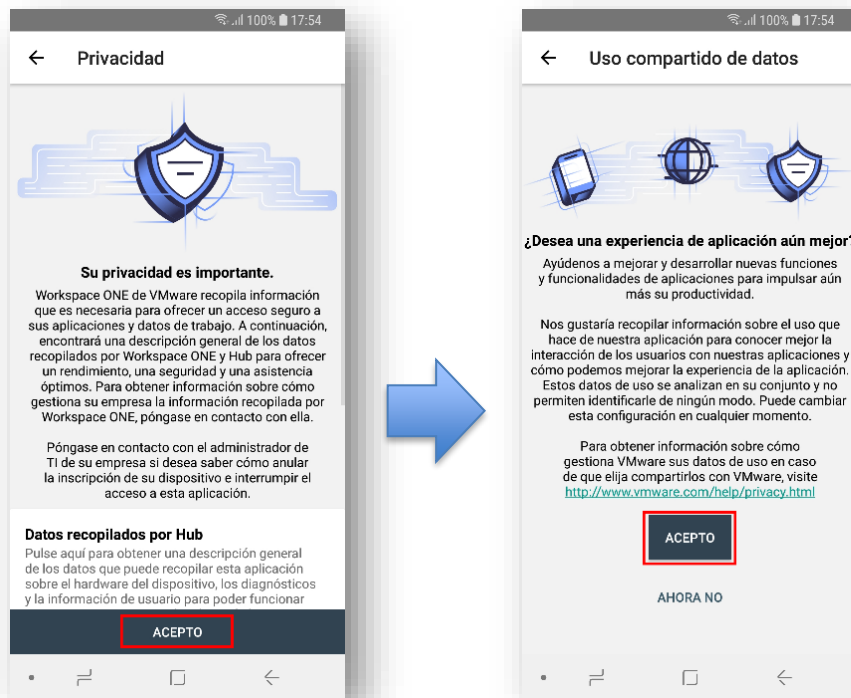 100% 17:54
Privacidad
Su privacidad es importante.
Workspace ONE de VMware recopila información
que es necesaria para ofrecer un acceso seguro a
sus aplicaciones y datos de trabajo. A continuación,
encontrará una descripción general de los datos
recopilados por Workspace ONE y Hub para ofrecer
un rendimiento, una seguridad y una asistencia
óptimos. Para obtener información sobre cómo
gestiona su empresa la información recopilada por
Workspace ONE, póngase en contacto con ella.
Póngase en contacto con el administrador de
TI de su empresa si desea saber cómo anular
la inscripción de su dispositivo e interrumpir el
acceso a esta aplicación.
Datos recopilados por Hub
Pulse aquí para obtener una descripción general
de los datos que puede recopilar esta aplicación
sobre el hardware del dispositivo, los diagnósticos
y la información de usuario para poder funcionar
ACEPTO
100% 17:54
Uso compartido de datos
¿Desea una experiencia de aplicación aún mejor?
Ayúdenos a mejorar y desarrollar nuevas funciones
y funcionalidades de aplicaciones para impulsar aún
más su productividad.
Nos gustaría recopilar información sobre el uso que
hace de nuestra aplicación para conocer mejor la
interacción de los usuarios con nuestras aplicaciones y
cómo podemos mejorar la experiencia de la aplicación.
Estos datos de uso se analizan en su conjunto y no
permiten identificarle de ningún modo. Puede cambiar
esta configuración en cualquier momento.
Para obtener información sobre cómo
gestiona VMware sus datos de uso en caso
de que elija compartirlos con VMware, visite
http://www.vmware.com/help/privacy.html
ACEPTO
AHORA NO